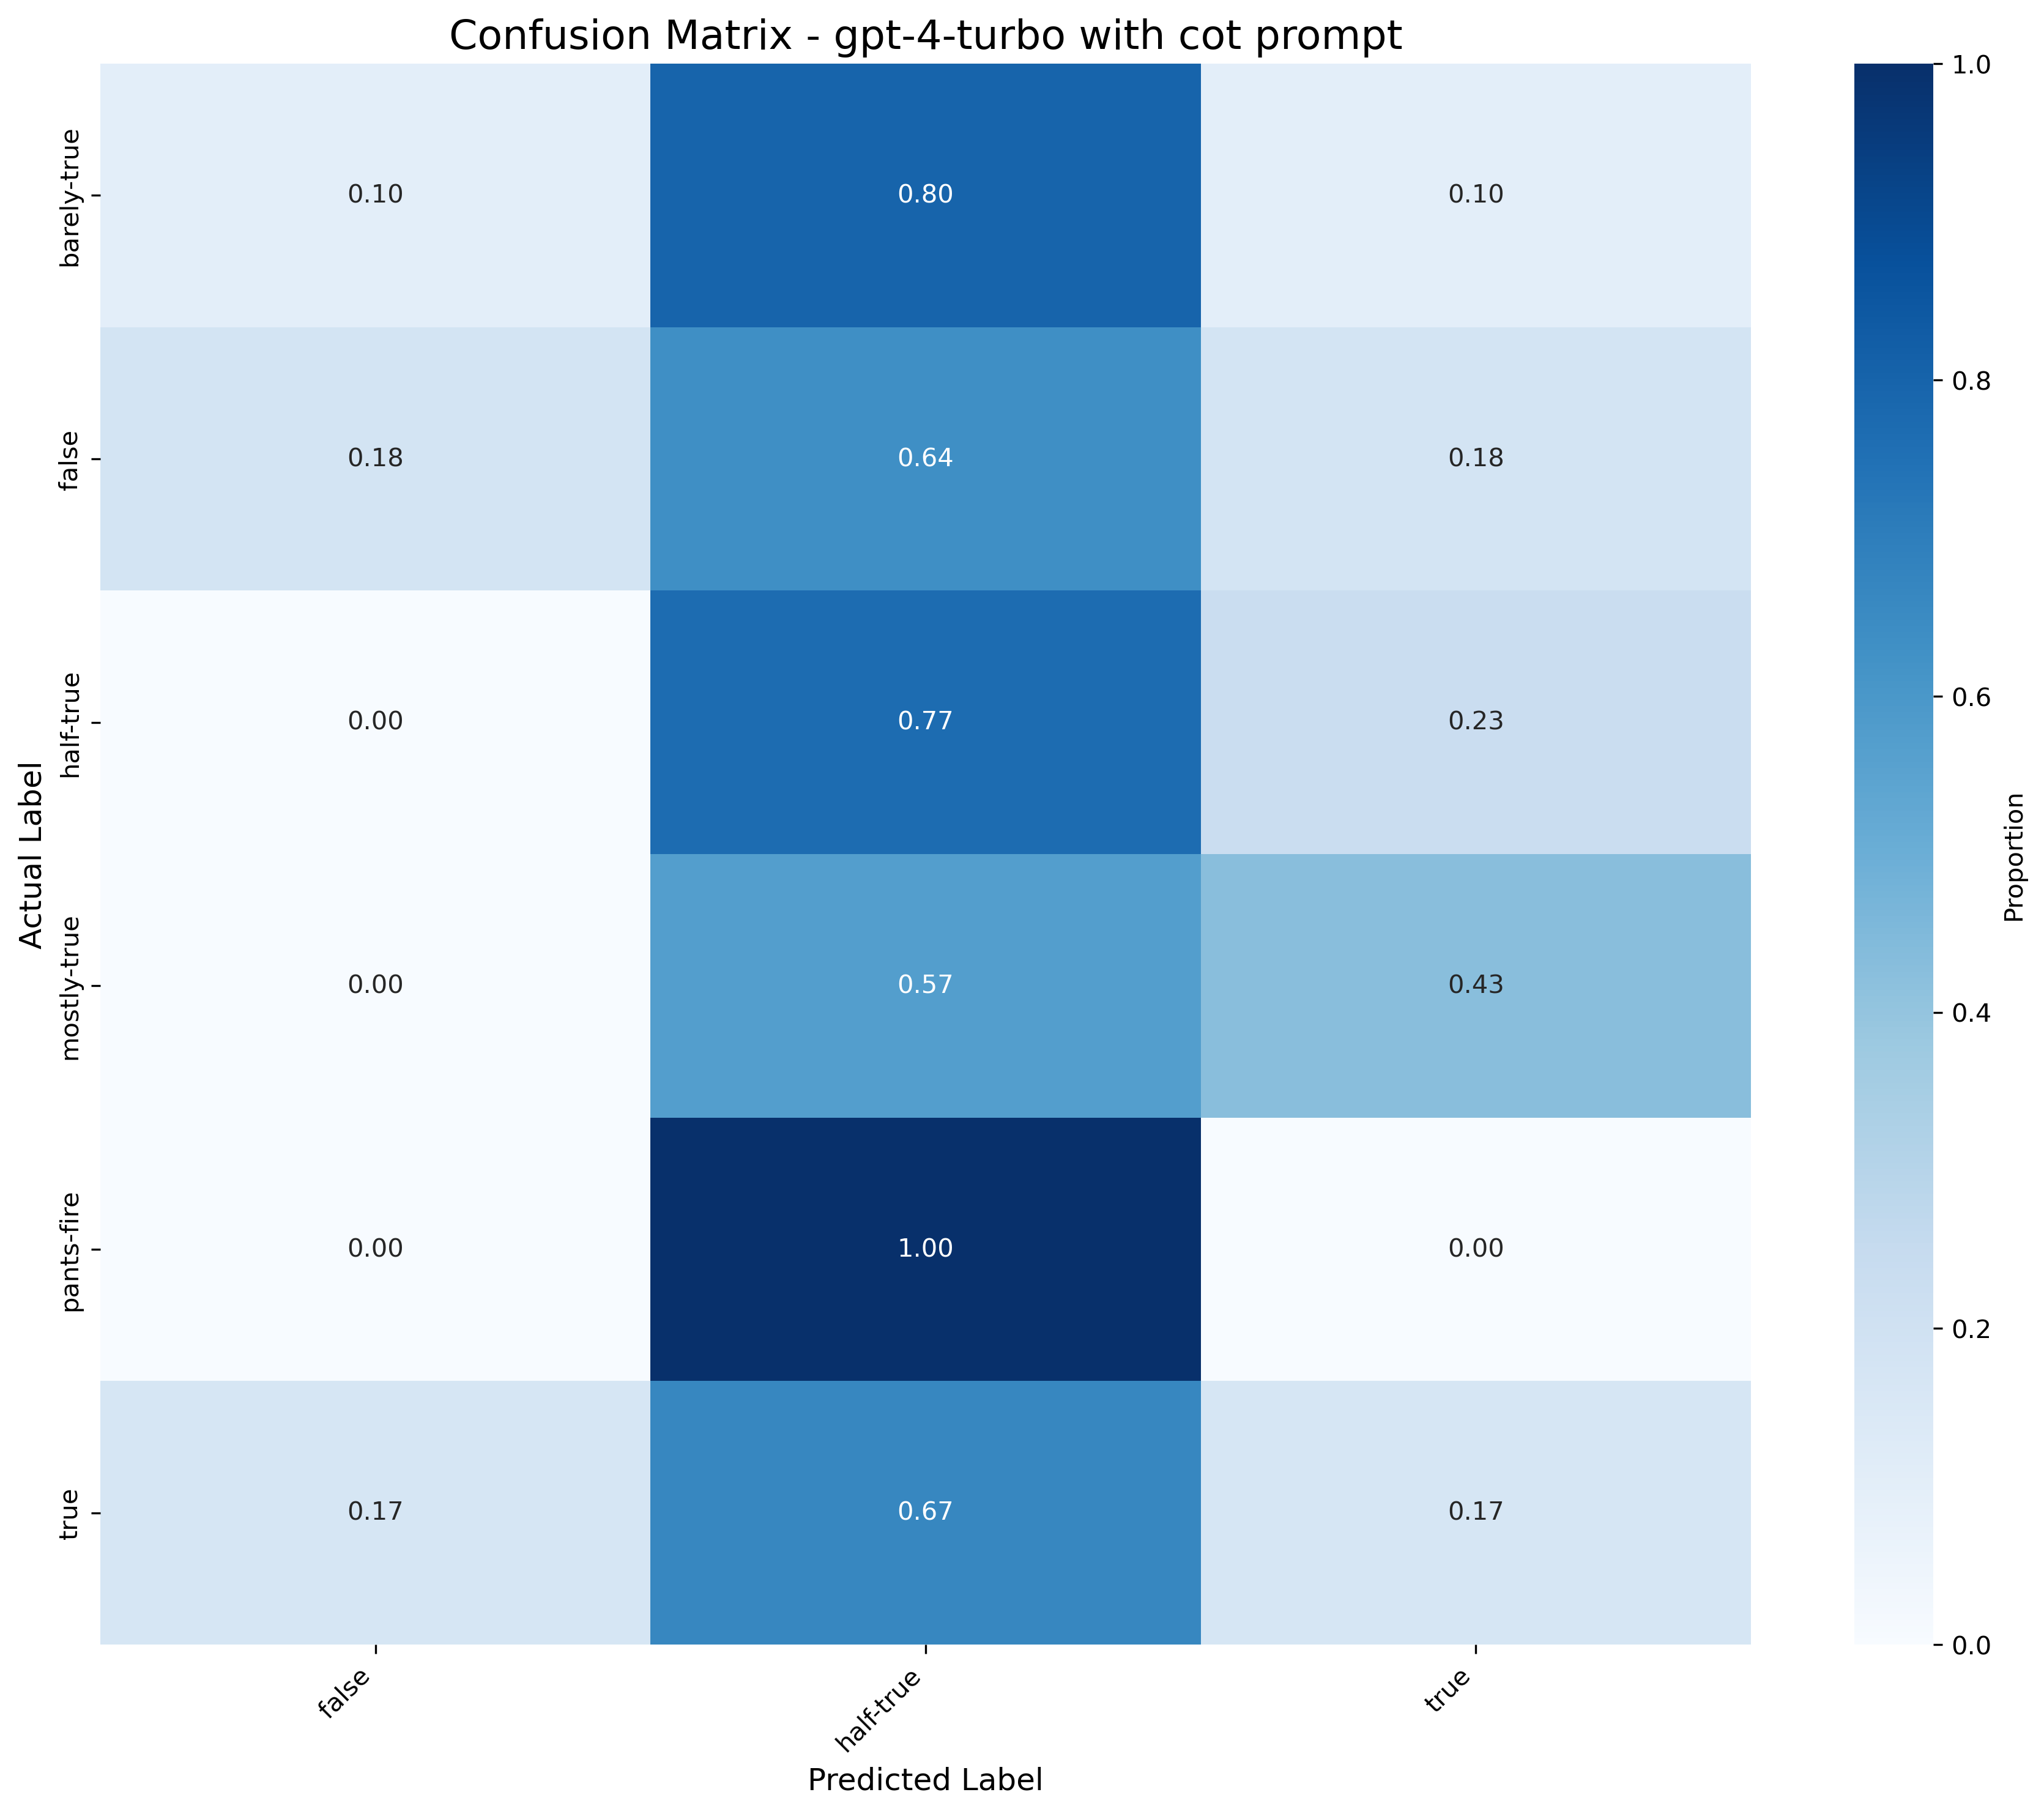 Confusion Matrix - gpt-4-turbo with cot prompt
Actual Label
barely-true
0.10 0.80 0.10
false
0.18 0.64 0.18
half-true
0.00 0.77 0.23
mostly-true
0.00 0.57 0.43
pants-fire
0.00 1.00 0.00
true
0.17 0.67 0.17
false half-true true
Predicted Label
1.0
0.8
0.6
0.4
0.2
0.0
Proportion